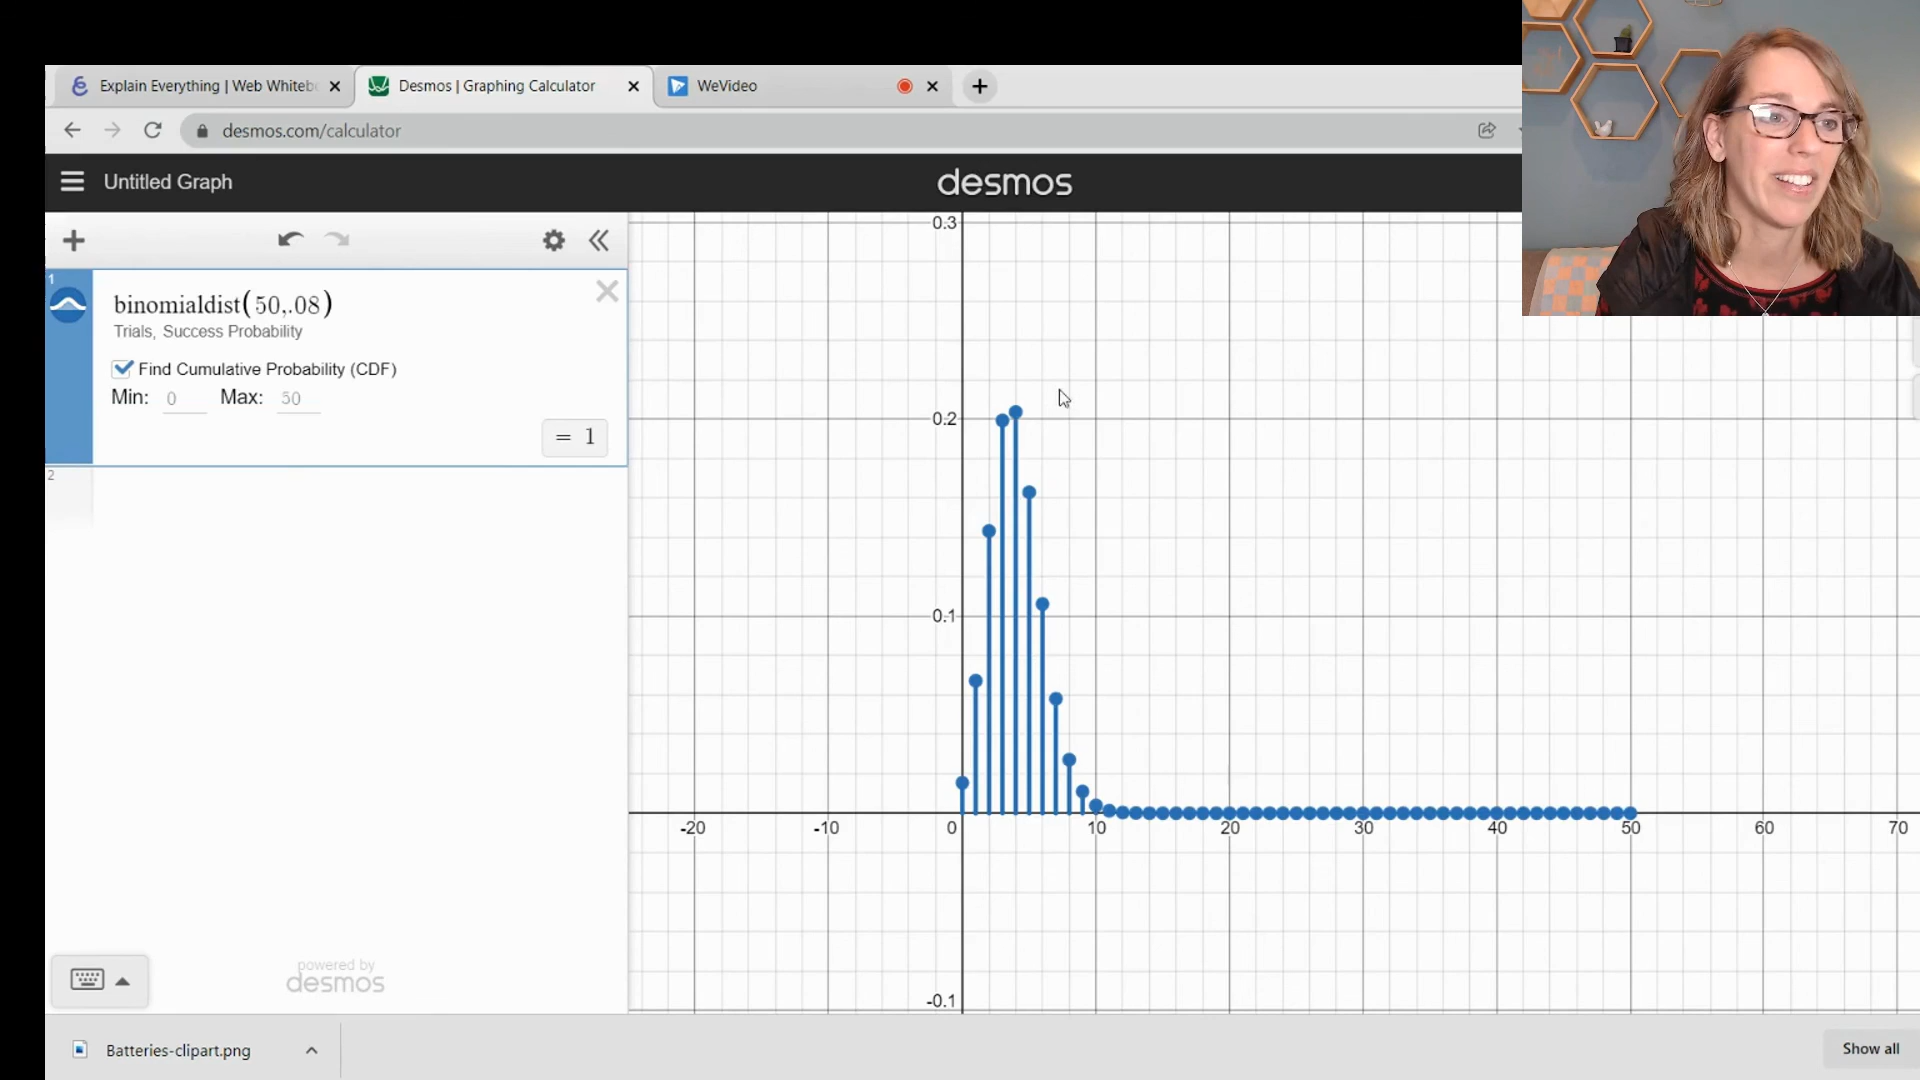 Explain Everything | Web Whiteb
Desmos | Graphing Calculator
WeVideo
desmos.com/calculator
Untitled Graph
desmos
1
binomialdist(50,.08)
Trials, Success Probability
Find Cumulative Probability (CDF)
Min: 0 Max: 50
= 1
2
0.3
0.2
0.1
-20 -10 0 10 20 30 40 50 60 70
-0.1
powered by
desmos
Batteries-clipart.png
Show all